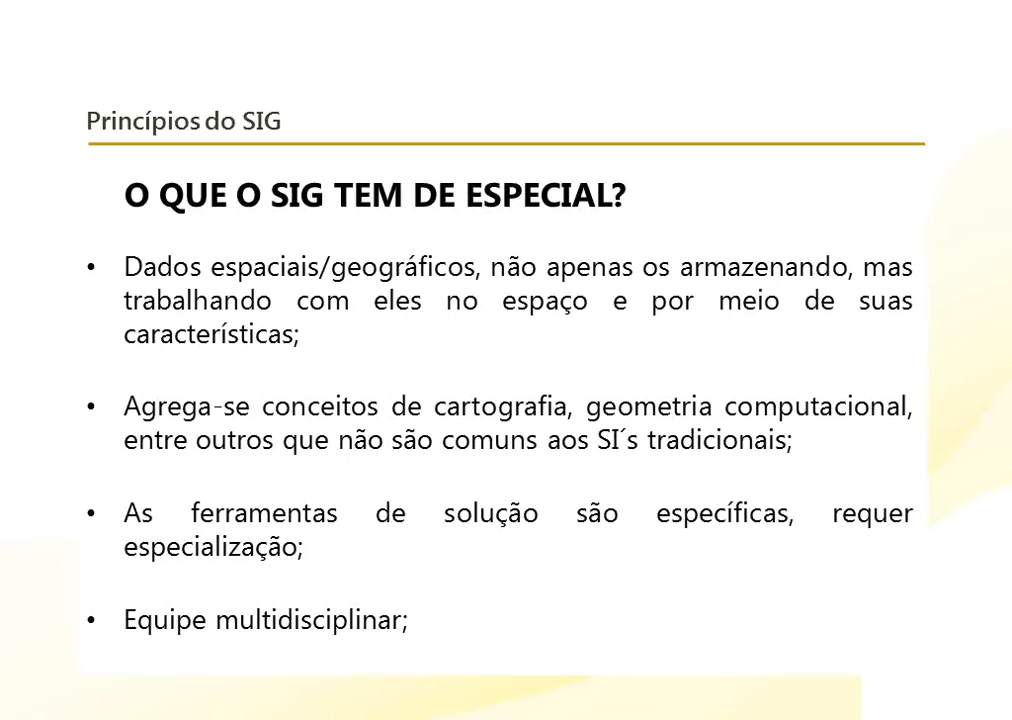 Princípios do SIG
O QUE O SIG TEM DE ESPECIAL?
• Dados espaciais/geográficos, não apenas os armazenando, mas
trabalhando com eles no espaço e por meio de suas
características;
• Agrega-se conceitos de cartografia, geometria computacional,
entre outros que não são comuns aos SI´s tradicionais;
• As ferramentas de solução são específicas, requer
especialização;
• Equipe multidisciplinar;